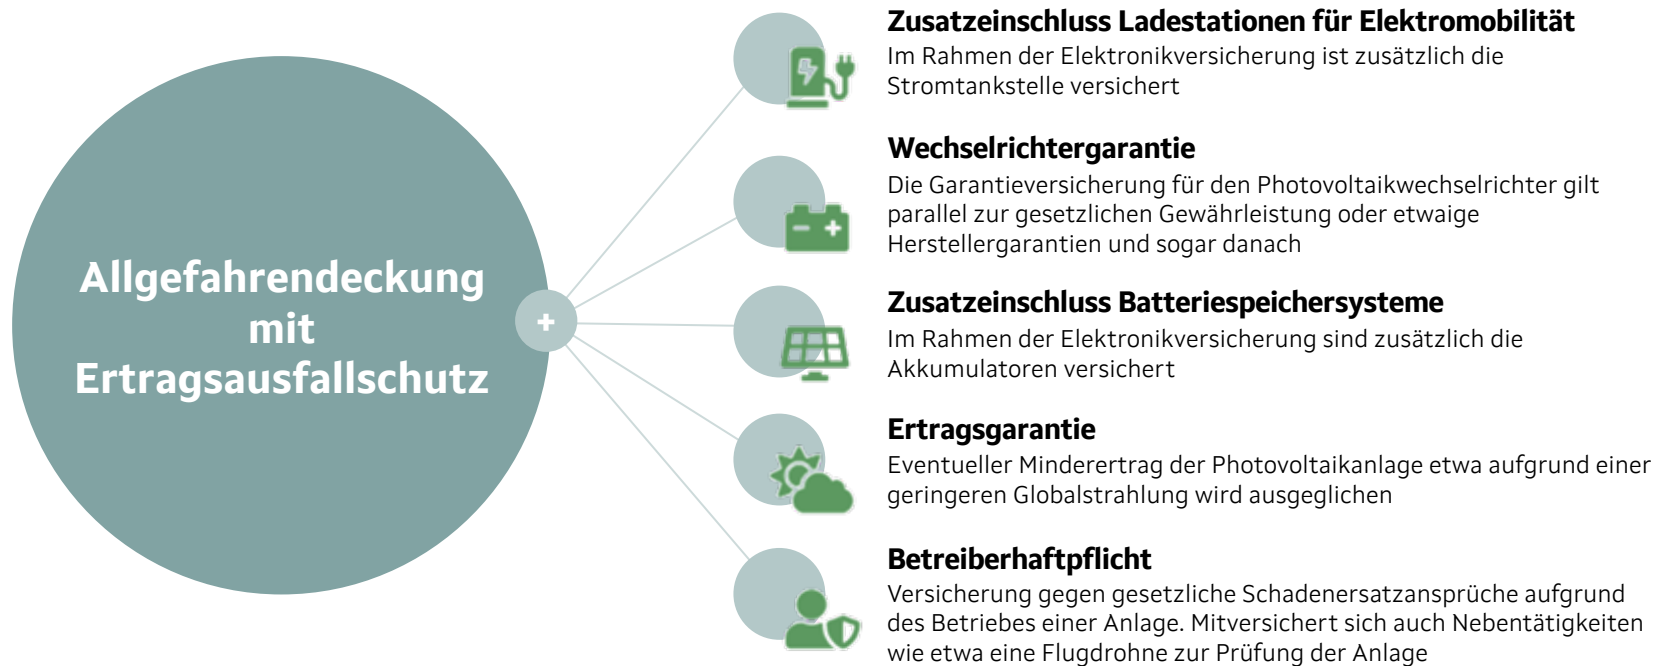 Allgefahrendeckung
mit
Ertragsausfallschutz
+
Zusatzeinschluss Ladestationen für Elektromobilität
Im Rahmen der Elektronikversicherung ist zusätzlich die
Stromtankstelle versichert
Wechselrichtergarantie
Die Garantieversicherung für den Photovoltaikwechselrichter gilt
parallel zur gesetzlichen Gewährleistung oder etwaige
Herstellergarantien und sogar danach
Zusatzeinschluss Batteriespeichersysteme
Im Rahmen der Elektronikversicherung sind zusätzlich die
Akkumulatoren versichert
Ertragsgarantie
Eventueller Minderertrag der Photovoltaikanlage etwa aufgrund einer
geringeren Globalstrahlung wird ausgeglichen
Betreiberhaftpflicht
Versicherung gegen gesetzliche Schadenersatzansprüche aufgrund
des Betriebes einer Anlage. Mitversichert sich auch Nebentätigkeiten
wie etwa eine Flugdrohne zur Prüfung der Anlage